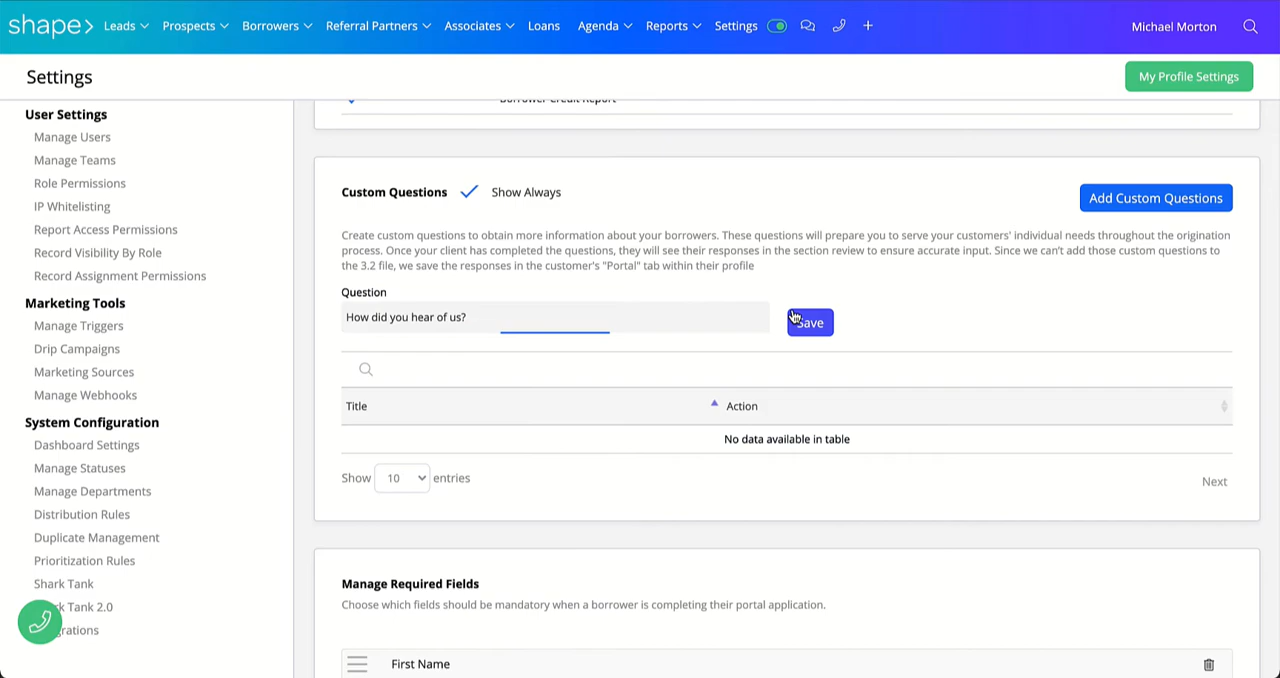 shape>
Leads Prospects Borrowers Referral Partners Associates Loans Agenda Reports Settings
Michael Morton
Settings
My Profile Settings
User Settings
Manage Users
Manage Teams
Role Permissions
IP Whitelisting
Report Access Permissions
Record Visibility By Role
Record Assignment Permissions
Marketing Tools
Manage Triggers
Drip Campaigns
Marketing Sources
Manage Webhooks
System Configuration
Dashboard Settings
Manage Statuses
Manage Departments
Distribution Rules
Duplicate Management
Prioritization Rules
Shark Tank
Tank 2.0
Borrower Credit Report
Custom Questions Show Always
Add Custom Questions
Create custom questions to obtain more information about your borrowers. These questions will prepare you to serve your customers' individual needs throughout the origination
process. Once your client has completed the questions, they will see their responses in the section review to ensure accurate input. Since we can't add those custom questions to
the 3.2 file, we save the responses in the customer's "Portal" tab within their profile
Question
How did you hear of us?
Save
Title Action
No data available in table
Show 10 entries
Next
Manage Required Fields
Choose which fields should be mandatory when a borrower is completing their portal application.
First Name